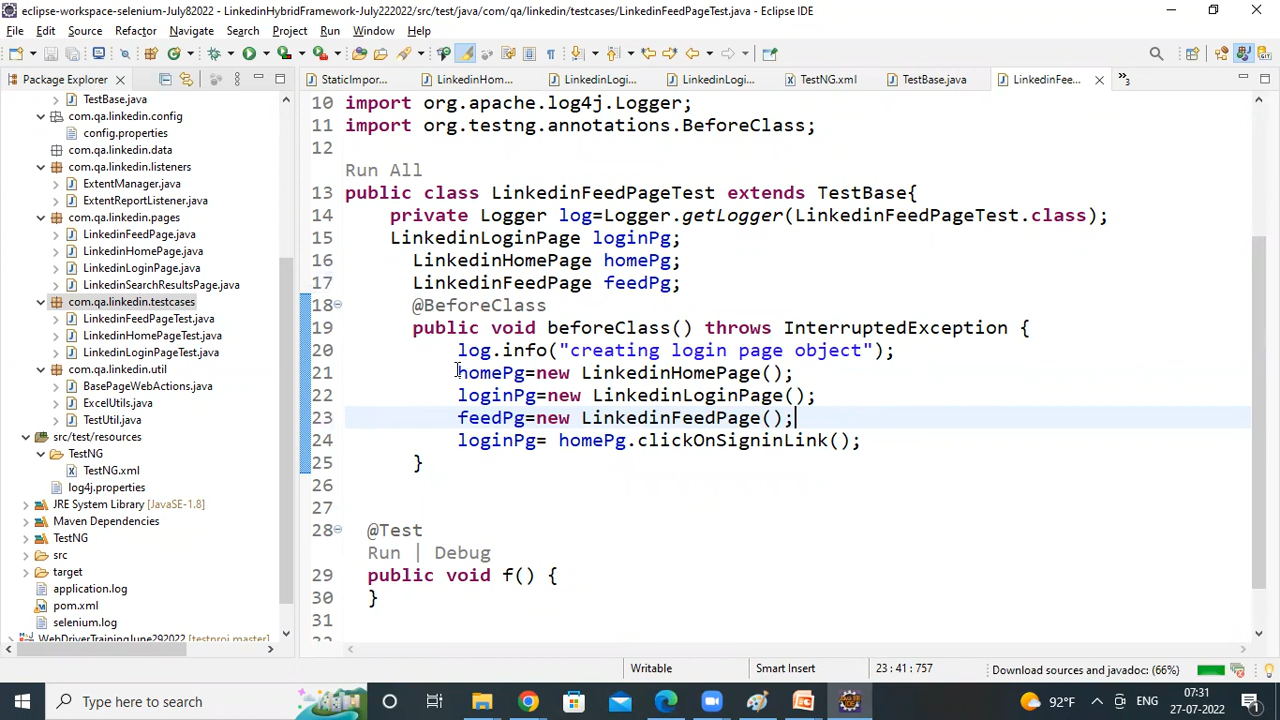 eclipse-workspace-selenium-July82022 - LinkedinHybridFramework-July222022/src/test/java/com/qa/linkedin/testcases/LinkedinFeedPageTest.java - Eclipse IDE
File Edit Source Refactor Navigate Search Project Run Window Help
Package Explorer
StaticImpor...
LinkedinHom...
LinkedinLogi...
LinkedinLogi...
TestNG.xml
TestBase.java
LinkedinFee...
»3
TestBase.java
com.qa.linkedin.config
config.properties
com.qa.linkedin.data
com.qa.linkedin.listeners
ExtentManager.java
ExtentReportListener.java
com.qa.linkedin.pages
LinkedinFeedPage.java
LinkedinHomePage.java
LinkedinLoginPage.java
LinkedinSearchResultsPage.java
com.qa.linkedin.testcases
LinkedinFeedPageTest.java
LinkedinHomePageTest.java
LinkedinLoginPageTest.java
com.qa.linkedin.util
BasePageWebActions.java
ExcelUtils.java
TestUtil.java
src/test/resources
TestNG
TestNG.xml
log4j.properties
JRE System Library [JavaSE-1.8]
Maven Dependencies
TestNG
src
target
application.log
pom.xml
selenium.log
WebDriverTraining June292022 [testproj master]
10 import org.apache.log4j.Logger;
11 import org.testng.annotations.BeforeClass;
12
Run All
13 public class LinkedinFeedPageTest extends TestBase{
14 private Logger log=Logger.getLogger(LinkedinFeedPageTest.class);
15 LinkedinLoginPage loginPg;
16 LinkedinHomePage homePg;
17 LinkedinFeedPage feedPg;
18 @BeforeClass
19 public void beforeClass() throws InterruptedException {
20 log.info("creating login page object");
21 homePg=new LinkedinHomePage();
22 loginPg=new LinkedinLoginPage();
23 feedPg=new LinkedinFeedPage();
24 loginPg= homePg.clickOnSigninLink();
25 }
26
27
28 @Test
Run | Debug
29 public void f() {
30 }
31
Writable
Smart Insert
23 : 41 : 757
Download sources and javadoc: (66%)
Type here to search
92°F
ENG
07:31
27-07-2022
1